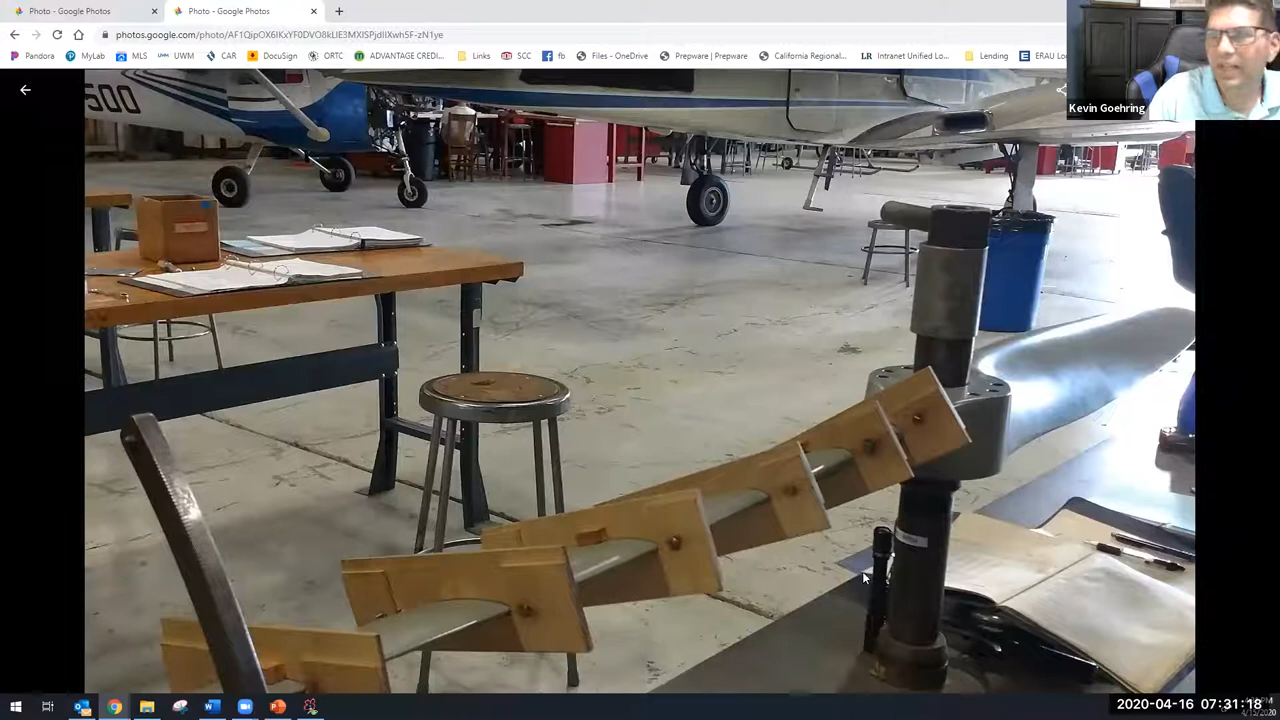 Photo - Google Photos
Photo - Google Photos
photos.google.com/photo/AF1QipOX6IKxYF0DVO8kLIE3MXISPjdIIXwh5F-zN1ye
Pandora
MyLab
MLS
UWM
CAR
DocuSign
ORTC
ADVANTAGE CREDI...
Links
SCC
fb
Files - OneDrive
Prepware | Prepware
California Regional...
Intranet Unified Lo...
Lending
ERAU Lo
Kevin Goehring
500
2020-04-16 07:31:18